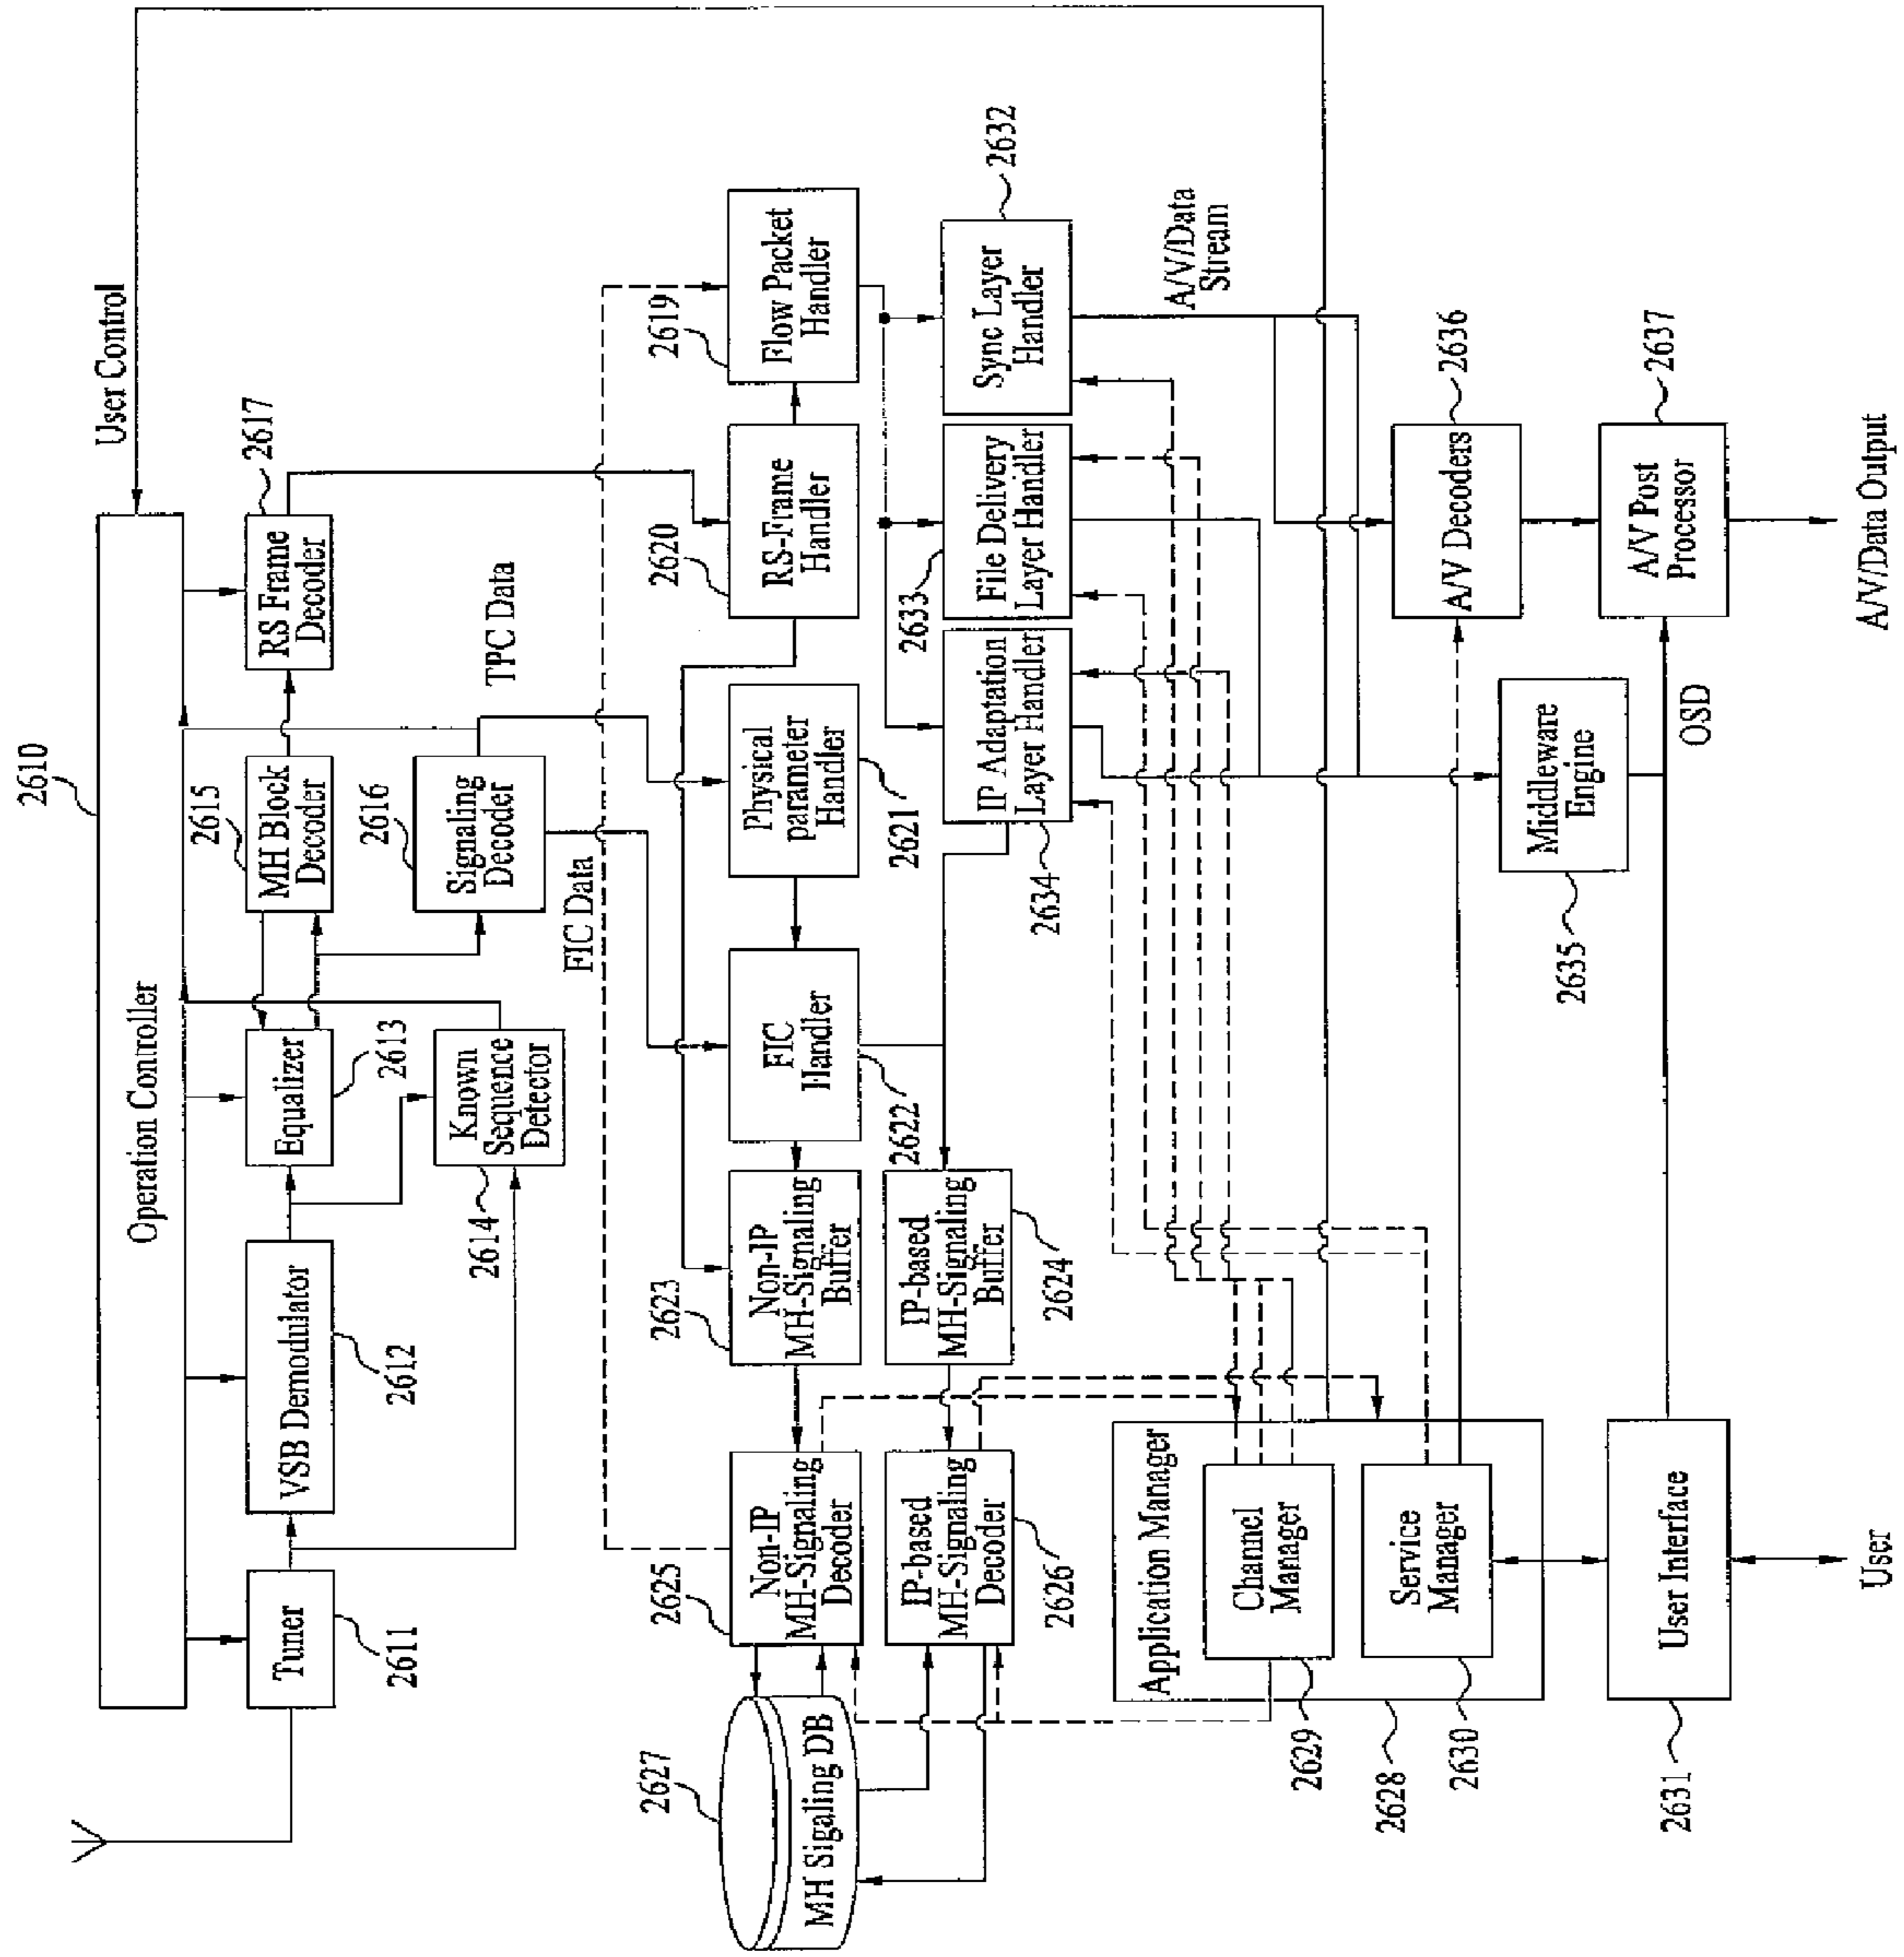 2610
Operation Controller
User Control
Tuner
2611
VSB Demodulator
2612
Equalizer
2613
Known
Sequence
Detector
2614
MH Block
Decoder
2615
Signaling
Decoder
2616
RS Frame
Decoder
2617
TPC Data
FIC Data
2627
MH Sigaling DB
2625
Non-IP
MH-Signaling
Decoder
2623
Non-IP
MH-Signaling
Buffer
FIC
Handler
2622
Physical
parameter
Handler
2621
2620
RS-Frame
Handler
2619
Flow Packet
Handler
IP-based
MH-Signaling
Decoder
2626
IP-based
MH-Signaling
Buffer
2624
IP Adaptation
Layer Handler
2634
2633
File Delivery
Layer Handler
Sync Layer
Handler
2632
A/V/Data
Stream
Application Manager
Channel
Manager
2629
2628
Service
Manager
2630
User Interface
2631
User
Middleware
Engine
2635
OSD
A/V Decoders
2636
A/V Post
Processor
2637
A/V/Data Output